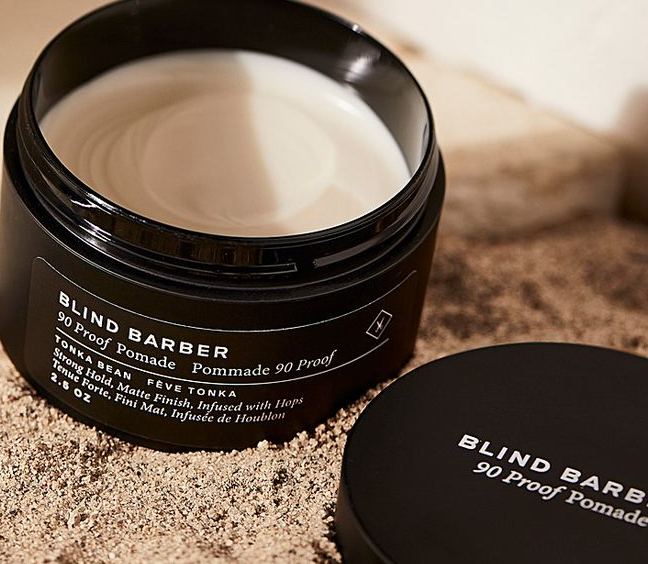 BLIND BARBER
90 Proof Pomade Pommade 90 Proof
TONKA BEAN FÈVE TONKA
Strong Hold, Matte Finish, Infused with Hops
Tenue Forte, Fini Mat, Infusée de Houblon
2.5 OZ
BLIND BARB
90 Proof Pomade